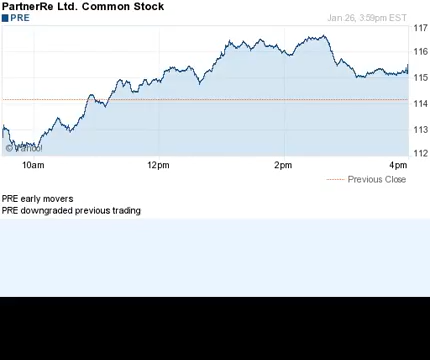 PartnerRe Ltd. Common Stock
PRE
Jan 26, 3:59pm EST
117
116
115
114
113
112
© Yahoo!
10am
12pm
2pm
4pm
Previous Close
PRE early movers
PRE downgraded previous trading